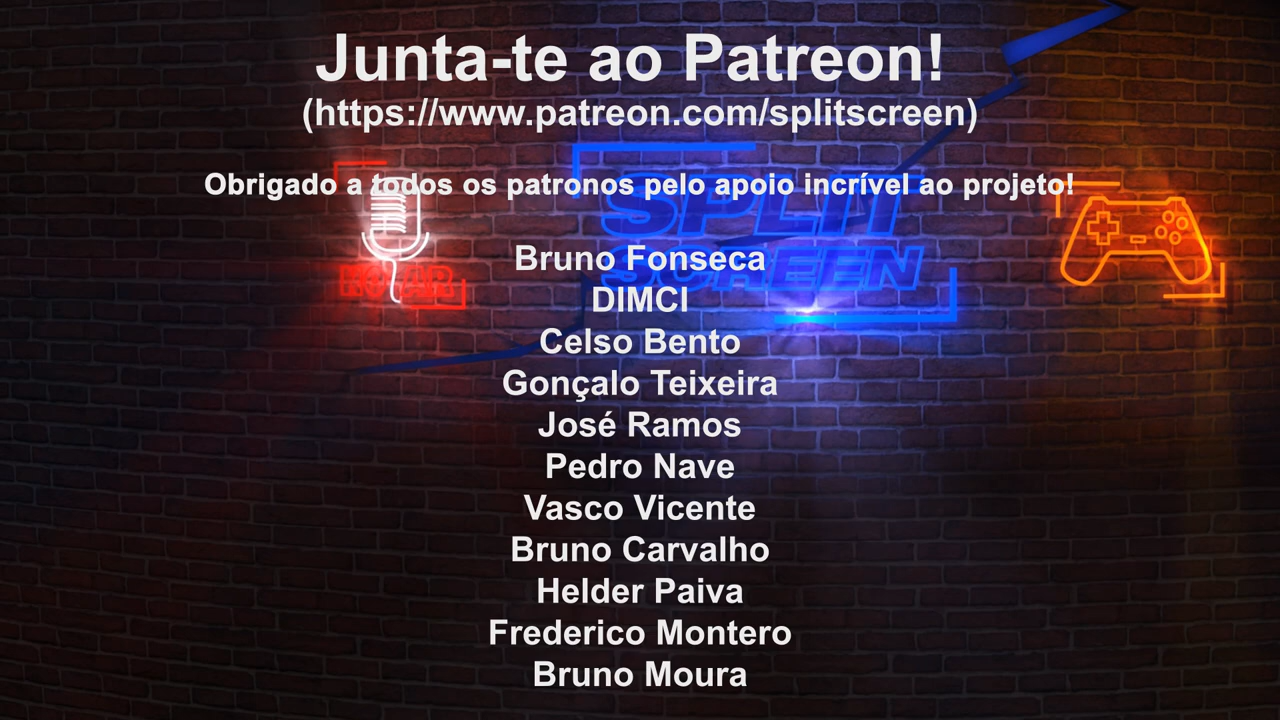 Junta-te ao Patreon!
(https://www.patreon.com/splitscreen)
Obrigado a todos os patronos pelo apoio incrível ao projeto!
SPLIT
SCREEN
Bruno Fonseca
DIMCI
Celso Bento
Gonçalo Teixeira
José Ramos
Pedro Nave
Vasco Vicente
Bruno Carvalho
Helder Paiva
Frederico Montero
Bruno Moura